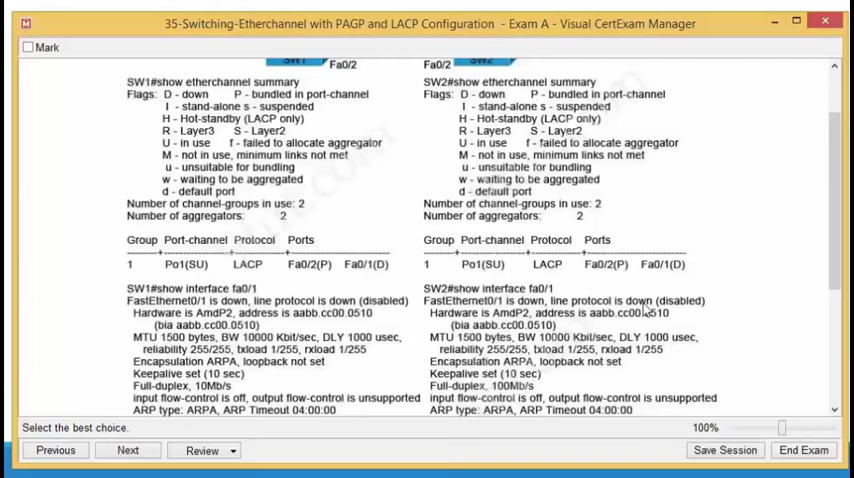 35-Switching-Etherchannel with PAGP and LACP Configuration - Exam A - Visual CertExam Manager
Mark
SW1 Fa0/2
SW1#show etherchannel summary
Flags: D - down P - bundled in port-channel
I - stand-alone s - suspended
H - Hot-standby (LACP only)
R - Layer3 S - Layer2
U - in use f - failed to allocate aggregator
M - not in use, minimum links not met
u - unsuitable for bundling
w - waiting to be aggregated
d - default port
Number of channel-groups in use: 2
Number of aggregators: 2
Group Port-channel Protocol Ports
------+-------------+-----------+-----------------------
1 Po1(SU) LACP Fa0/2(P) Fa0/1(D)
SW1#show interface fa0/1
FastEthernet0/1 is down, line protocol is down (disabled)
Hardware is AmdP2, address is aabb.cc00.0510
(bia aabb.cc00.0510)
MTU 1500 bytes, BW 10000 Kbit/sec, DLY 1000 usec,
reliability 255/255, txload 1/255, rxload 1/255
Encapsulation ARPA, loopback not set
Keepalive set (10 sec)
Full-duplex, 10Mb/s
input flow-control is off, output flow-control is unsupported
ARP type: ARPA, ARP Timeout 04:00:00
Fa0/2 SW2
SW2#show etherchannel summary
Flags: D - down P - bundled in port-channel
I - stand-alone s - suspended
H - Hot-standby (LACP only)
R - Layer3 S - Layer2
U - in use f - failed to allocate aggregator
M - not in use, minimum links not met
u - unsuitable for bundling
w - waiting to be aggregated
d - default port
Number of channel-groups in use: 2
Number of aggregators: 2
Group Port-channel Protocol Ports
------+-------------+-----------+-----------------------
1 Po1(SU) LACP Fa0/2(P) Fa0/1(D)
SW2#show interface fa0/1
FastEthernet0/1 is down, line protocol is down (disabled)
Hardware is AmdP2, address is aabb.cc00.0510
(bia aabb.cc00.0510)
MTU 1500 bytes, BW 10000 Kbit/sec, DLY 1000 usec,
reliability 255/255, txload 1/255, rxload 1/255
Encapsulation ARPA, loopback not set
Keepalive set (10 sec)
Full-duplex, 100Mb/s
input flow-control is off, output flow-control is unsupported
ARP type: ARPA, ARP Timeout 04:00:00
Select the best choice.
100%
Previous
Next
Review
Save Session
End Exam